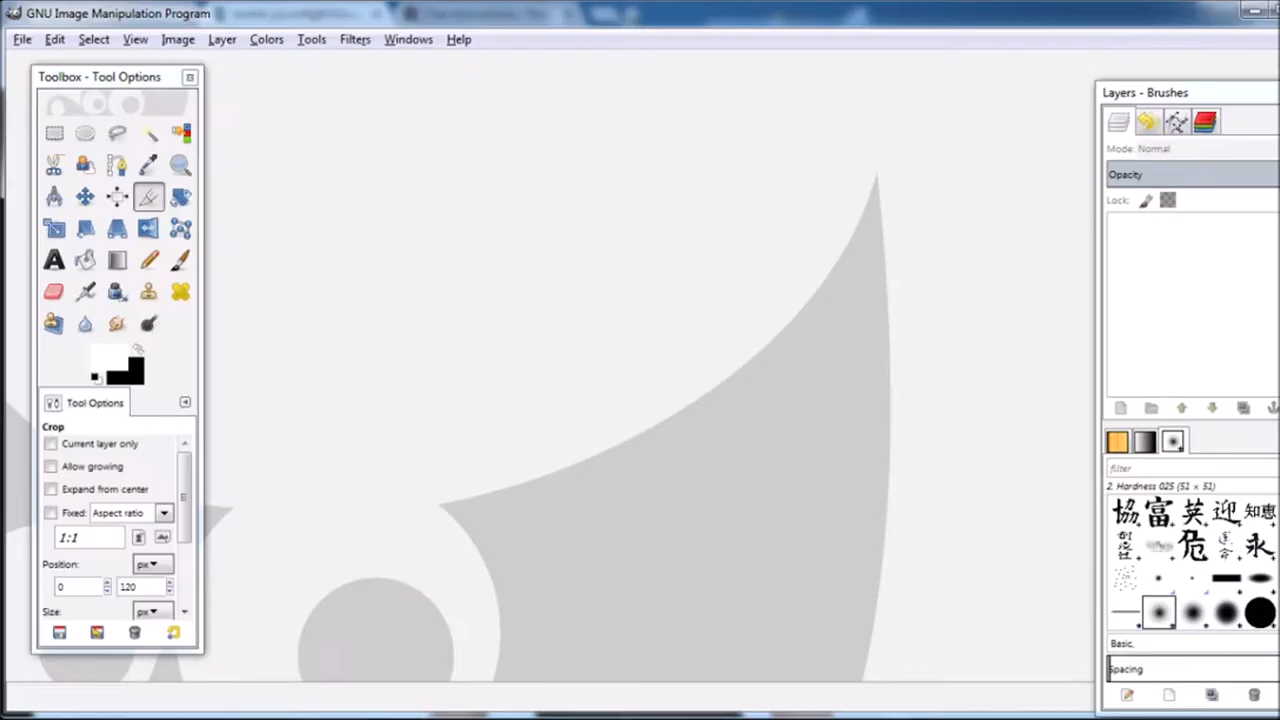 GNU Image Manipulation Program
File Edit Select View Image Layer Colors Tools Filters Windows Help
Toolbox - Tool Options
Tool Options
Crop
Current layer only
Allow growing
Expand from center
Fixed: Aspect ratio
1:1
Position: px
0 120
Size: px
Layers - Brushes
Mode: Normal
Opacity
Lock:
filter
2. Hardness 025 (51 × 51)
協 富 英 迎 知恵
危 永
Basic,
Spacing